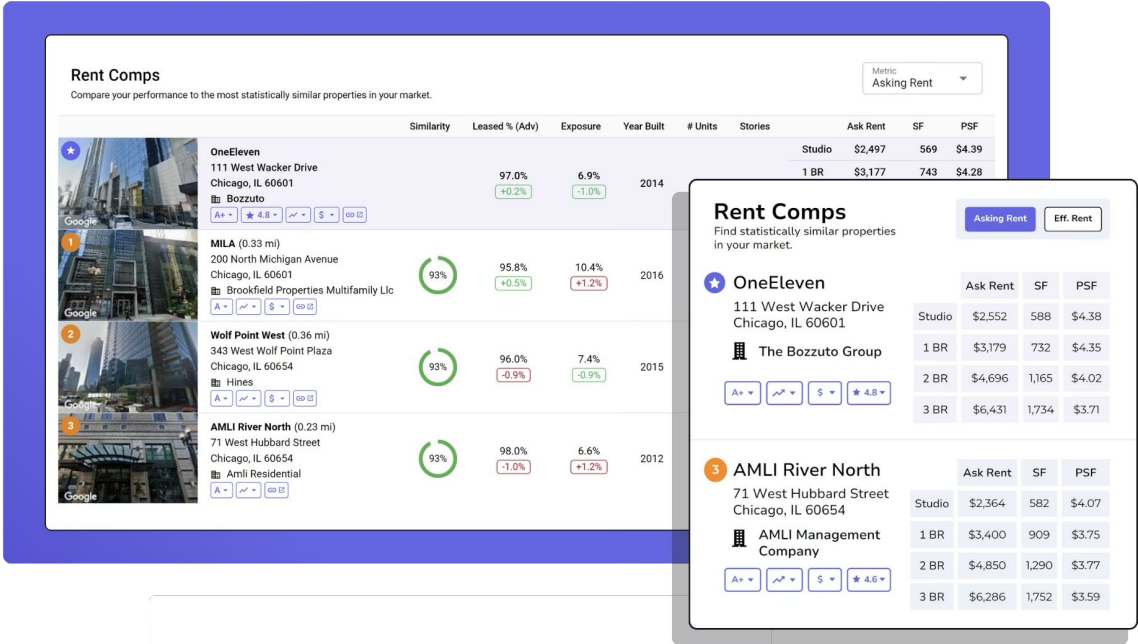 Rent Comps
Compare your performance to the most statistically similar properties in your market.
Metric
Asking Rent
Similarity Leased % (Adv) Exposure Year Built # Units Stories Ask Rent SF PSF
OneEleven
111 West Wacker Drive
Chicago, IL 60601
Bozzuto
A+ 4.8 $
97.0%
+0.2%
6.9%
-1.0%
2014
Studio $2,497 569 $4.39
1 BR $3,177 743 $4.28
Google
1
MILA (0.33 mi)
200 North Michigan Avenue
Chicago, IL 60601
Brookfield Properties Multifamily Llc
A $
93%
95.8%
+0.5%
10.4%
+1.2%
2016
Google
2
Wolf Point West (0.36 mi)
343 West Wolf Point Plaza
Chicago, IL 60654
Hines
A $
93%
96.0%
-0.9%
7.4%
-0.9%
2015
Google
3
AMLI River North (0.23 mi)
71 West Hubbard Street
Chicago, IL 60654
Amli Residential
A
93%
98.0%
-1.0%
6.6%
+1.2%
2012
Google
Rent Comps
Find statistically similar properties
in your market.
Asking Rent Eff. Rent
OneEleven
111 West Wacker Drive
Chicago, IL 60601
The Bozzuto Group
A+ $ 4.8
Ask Rent SF PSF
Studio $2,552 588 $4.38
1 BR $3,179 732 $4.35
2 BR $4,696 1,165 $4.02
3 BR $6,431 1,734 $3.71
3
AMLI River North
71 West Hubbard Street
Chicago, IL 60654
AMLI Management
Company
A+ $ 4.6
Ask Rent SF PSF
Studio $2,364 582 $4.07
1 BR $3,400 909 $3.75
2 BR $4,850 1,290 $3.77
3 BR $6,286 1,752 $3.59